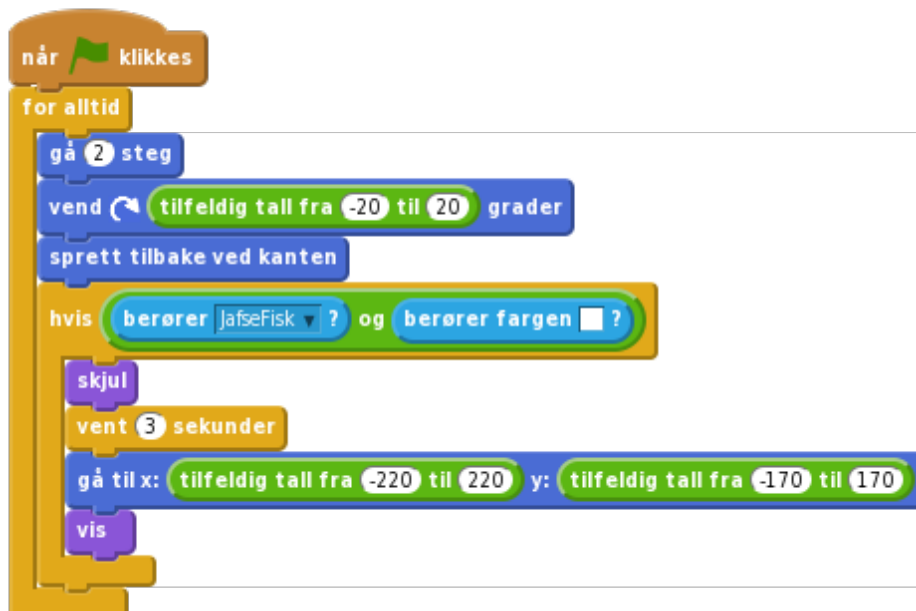 når klikkes
for alltid
gå 2 steg
vend tilfeldig tall fra -20 til 20 grader
sprett tilbake ved kanten
hvis berører JafseFisk ? og berører fargen ?
skjul
vent 3 sekunder
gå til x: tilfeldig tall fra -220 til 220 y: tilfeldig tall fra -170 til 170
vis